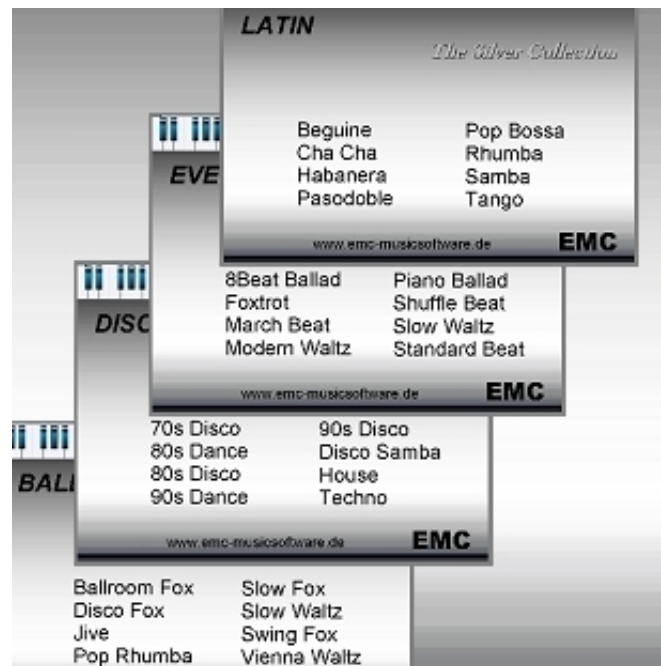 LATIN
The Silver Collection
Beguine Pop Bossa
Cha Cha Rhumba
Habanera Samba
Pasodoble Tango
www.emc-musicsoftware.de EMC
EVE
8Beat Ballad Piano Ballad
Foxtrot Shuffle Beat
March Beat Slow Waltz
Modern Waltz Standard Beat
www.emc-musicsoftware.de EMC
DISC
70s Disco 90s Disco
80s Dance Disco Samba
80s Disco House
90s Dance Techno
www.emc-musicsoftware.de EMC
BALL
Ballroom Fox Slow Fox
Disco Fox Slow Waltz
Jive Swing Fox
Pop Rhumba Vienna Waltz